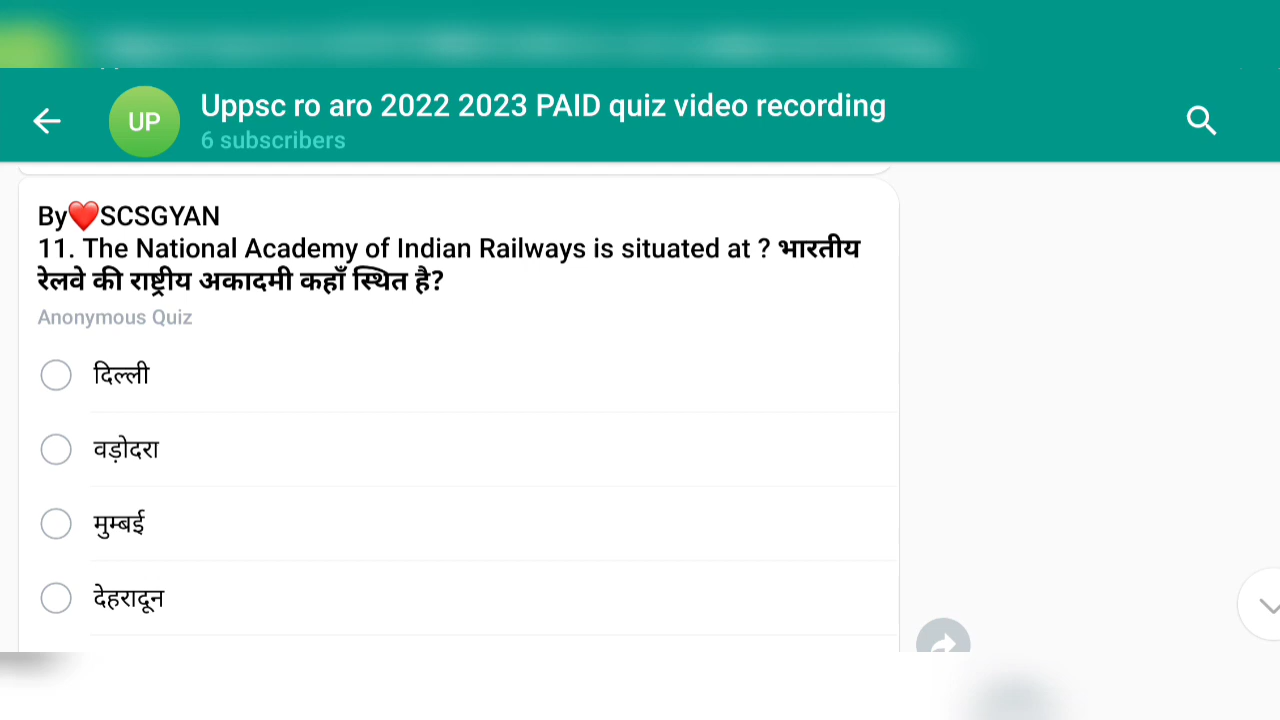 UP
Uppsc ro aro 2022 2023 PAID quiz video recording
6 subscribers
By❤️SCSGYAN
11. The National Academy of Indian Railways is situated at ? भारतीय
रेलवे की राष्ट्रीय अकादमी कहाँ स्थित है?
Anonymous Quiz
दिल्ली
वड़ोदरा
मुम्बई
देहरादून